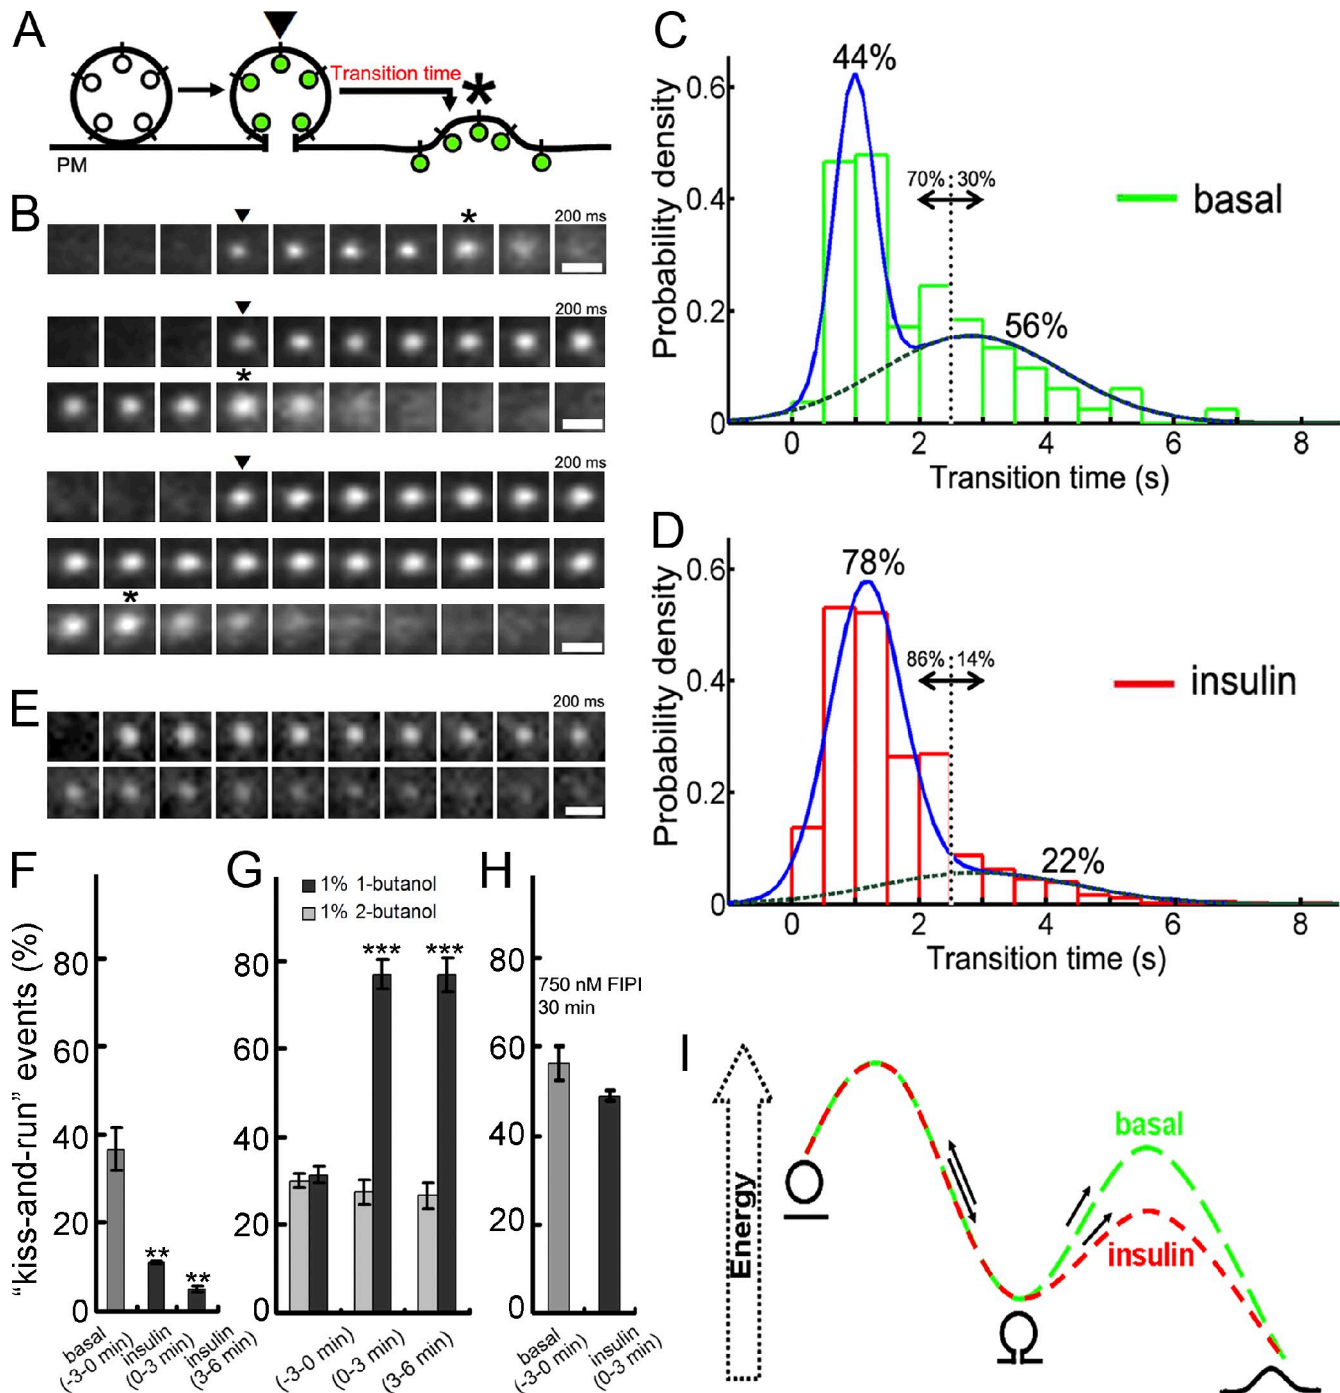 A
Transition time
*
PM
B
*
200 ms
200 ms
*
200 ms
*
E
200 ms
C
44%
0.6
70% 30%
0.4
basal
0.2
56%
0
0 2 4 6 8
Transition time (s)
Probability density
D
78%
0.6
86% 14%
0.4
insulin
0.2
22%
0
0 2 4 6 8
Transition time (s)
Probability density
F
"kiss-and-run" events (%)
80
60
40
20
0
**
**
basal
(-3-0 min)
insulin
(0-3 min)
insulin
(3-6 min)
G
1% 1-butanol
1% 2-butanol
80
60
40
20
0
***
***
(-3-0 min)
(0-3 min)
(3-6 min)
H
80
750 nM FIPI
30 min
60
40
20
0
basal
(-3-0 min)
insulin
(0-3 min)
I
Energy
basal
insulin